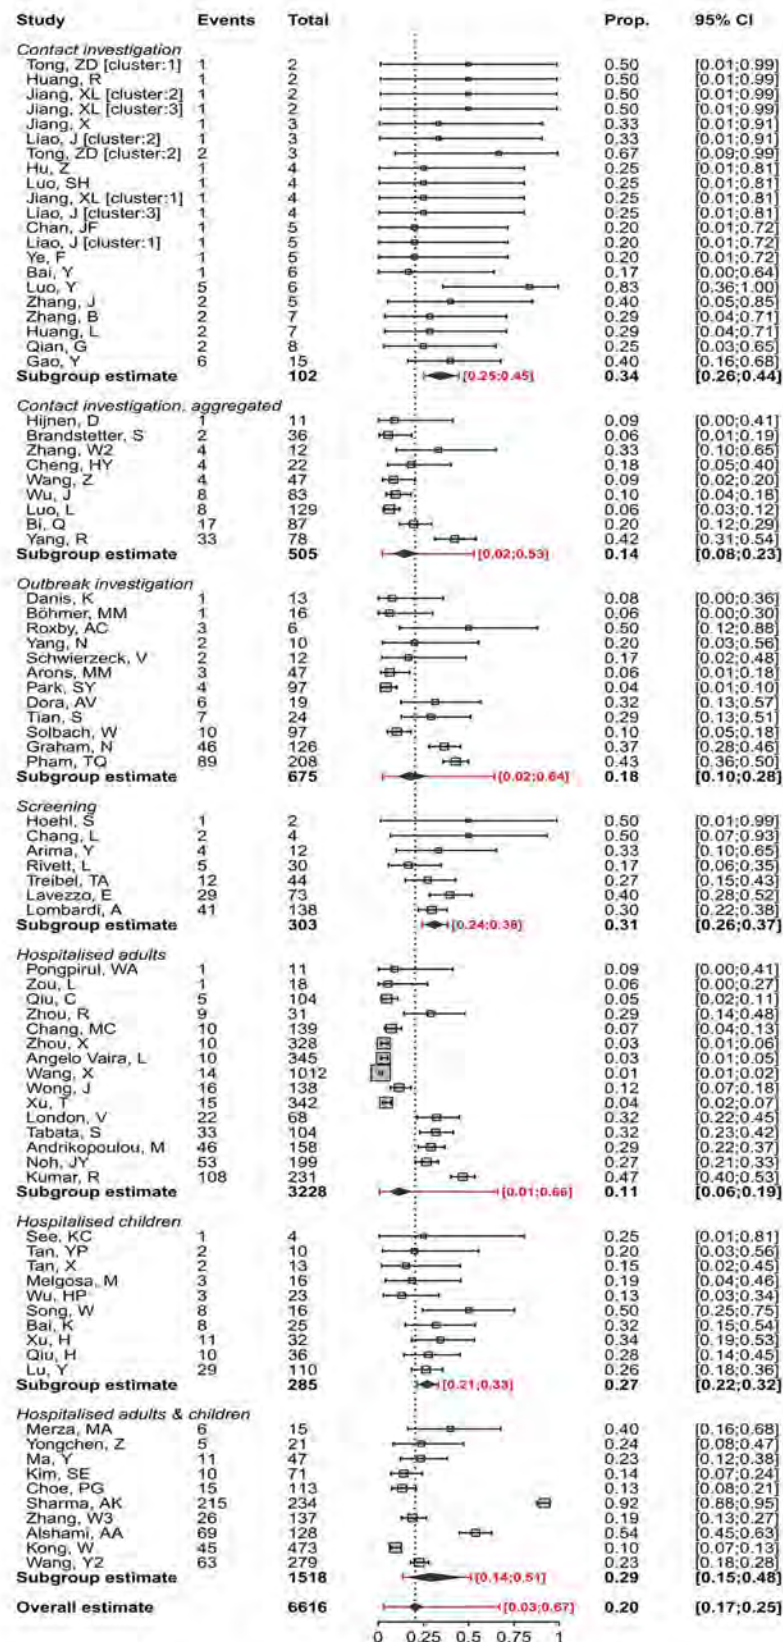 Study Events Total Prop. 95% CI
Contact investigation
Tong, ZD [cluster:1] 1 2 0.50 [0.01;0.99]
Huang, R 1 2 0.50 [0.01;0.99]
Jiang, XL [cluster:2] 1 2 0.50 [0.01;0.99]
Jiang, XL [cluster:3] 1 2 0.50 [0.01;0.99]
Jiang, X 1 3 0.33 [0.01;0.91]
Liao, J [cluster:2] 1 3 0.33 [0.01;0.91]
Tong, ZD [cluster:2] 2 3 0.67 [0.09;0.99]
Hu, Z 1 4 0.25 [0.01;0.81]
Luo, SH 1 4 0.25 [0.01;0.81]
Jiang, XL [cluster:1] 1 4 0.25 [0.01;0.81]
Liao, J [cluster:3] 1 4 0.25 [0.01;0.81]
Chan, JF 1 5 0.20 [0.01;0.72]
Liao, J [cluster:1] 1 5 0.20 [0.01;0.72]
Ye, F 1 5 0.20 [0.01;0.72]
Bai, Y 1 6 0.17 [0.00;0.64]
Luo, Y 5 6 0.83 [0.36;1.00]
Zhang, J 2 5 0.40 [0.05;0.85]
Zhang, B 2 7 0.29 [0.04;0.71]
Huang, L 2 7 0.29 [0.04;0.71]
Qian, G 2 8 0.25 [0.03;0.65]
Gao, Y 6 15 0.40 [0.16;0.68]
Subgroup estimate 102 [0.25;0.45] 0.34 [0.26;0.44]
Contact investigation, aggregated
Hijnen, D 1 11 0.09 [0.00;0.41]
Brandstetter, S 2 36 0.06 [0.01;0.19]
Zhang, W2 4 12 0.33 [0.10;0.65]
Cheng, HY 4 22 0.18 [0.05;0.40]
Wang, Z 4 47 0.09 [0.02;0.20]
Wu, J 8 83 0.10 [0.04;0.18]
Luo, L 8 129 0.06 [0.03;0.12]
Bi, Q 17 87 0.20 [0.12;0.29]
Yang, R 33 78 0.42 [0.31;0.54]
Subgroup estimate 505 [0.02;0.53] 0.14 [0.08;0.23]
Outbreak investigation
Danis, K 1 13 0.08 [0.00;0.36]
Böhmer, MM 1 16 0.06 [0.00;0.30]
Roxby, AC 3 6 0.50 [0.12;0.88]
Yang, N 2 10 0.20 [0.03;0.56]
Schwierzeck, V 2 12 0.17 [0.02;0.48]
Arons, MM 3 47 0.06 [0.01;0.18]
Park, SY 4 97 0.04 [0.01;0.10]
Dora, AV 6 19 0.32 [0.13;0.57]
Tian, S 7 24 0.29 [0.13;0.51]
Solbach, W 10 97 0.10 [0.05;0.18]
Graham, N 46 126 0.37 [0.28;0.46]
Pham, TQ 89 208 0.43 [0.36;0.50]
Subgroup estimate 675 [0.02;0.64] 0.18 [0.10;0.28]
Screening
Hoehl, S 1 2 0.50 [0.01;0.99]
Chang, L 2 4 0.50 [0.07;0.93]
Arima, Y 4 12 0.33 [0.10;0.65]
Rivett, L 5 30 0.17 [0.06;0.35]
Treibel, TA 12 44 0.27 [0.15;0.43]
Lavezzo, E 29 73 0.40 [0.28;0.52]
Lombardi, A 41 138 0.30 [0.22;0.38]
Subgroup estimate 303 [0.24;0.38] 0.31 [0.26;0.37]
Hospitalised adults
Pongpirul, WA 1 11 0.09 [0.00;0.41]
Zou, L 1 18 0.06 [0.00;0.27]
Qiu, C 5 104 0.05 [0.02;0.11]
Zhou, R 9 31 0.29 [0.14;0.48]
Chang, MC 10 139 0.07 [0.04;0.13]
Zhou, X 10 328 0.03 [0.01;0.06]
Angelo Vaira, L 10 345 0.03 [0.01;0.05]
Wang, X 14 1012 0.01 [0.01;0.02]
Wong, J 16 138 0.12 [0.07;0.18]
Xu, T 15 342 0.04 [0.02;0.07]
London, V 22 68 0.32 [0.22;0.45]
Tabata, S 33 104 0.32 [0.23;0.42]
Andrikopoulou, M 46 158 0.29 [0.22;0.37]
Noh, JY 53 199 0.27 [0.21;0.33]
Kumar, R 108 231 0.47 [0.40;0.53]
Subgroup estimate 3228 [0.01;0.66] 0.11 [0.06;0.19]
Hospitalised children
See, KC 1 4 0.25 [0.01;0.81]
Tan, YP 2 10 0.20 [0.03;0.56]
Tan, X 2 13 0.15 [0.02;0.45]
Melgosa, M 3 16 0.19 [0.04;0.46]
Wu, HP 3 23 0.13 [0.03;0.34]
Song, W 8 16 0.50 [0.25;0.75]
Bai, K 8 25 0.32 [0.15;0.54]
Xu, H 11 32 0.34 [0.19;0.53]
Qiu, H 10 36 0.28 [0.14;0.45]
Lu, Y 29 110 0.26 [0.18;0.36]
Subgroup estimate 285 [0.21;0.33] 0.27 [0.22;0.32]
Hospitalised adults & children
Merza, MA 6 15 0.40 [0.16;0.68]
Yongchen, Z 5 21 0.24 [0.08;0.47]
Ma, Y 11 47 0.23 [0.12;0.38]
Kim, SE 10 71 0.14 [0.07;0.24]
Choe, PG 15 113 0.13 [0.08;0.21]
Sharma, AK 215 234 0.92 [0.88;0.95]
Zhang, W3 26 137 0.19 [0.13;0.27]
Alshami, AA 69 128 0.54 [0.45;0.63]
Kong, W 45 473 0.10 [0.07;0.13]
Wang, Y2 63 279 0.23 [0.18;0.28]
Subgroup estimate 1518 [0.14;0.51] 0.29 [0.15;0.48]
Overall estimate 6616 [0.03;0.67] 0.20 [0.17;0.25]
0 0.25 0.5 0.75 1